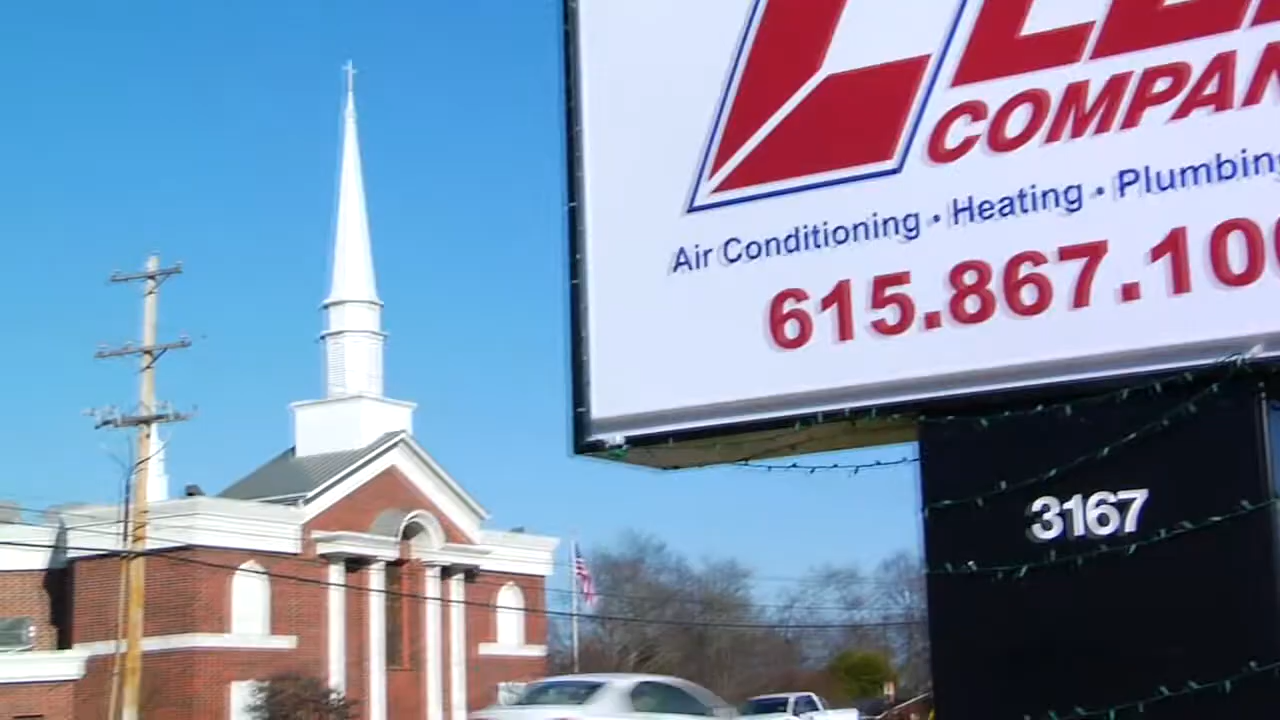 COMPAN
Air Conditioning • Heating • Plumbing
615.867.10
3167